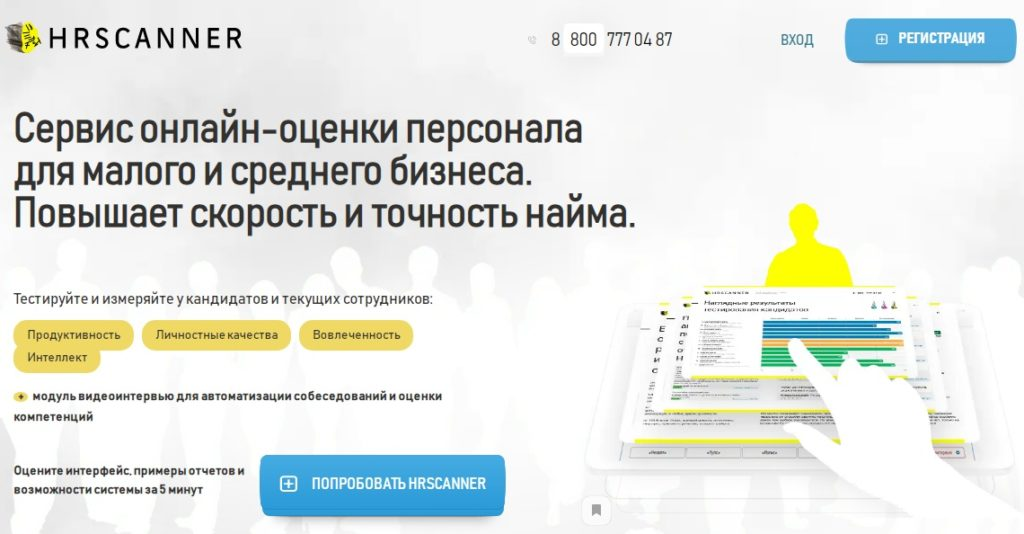 HRSCANNER
8 800 777 04 87
ВХОД
РЕГИСТРАЦИЯ
Сервис онлайн-оценки персонала
для малого и среднего бизнеса.
Повышает скорость и точность найма.
Тестируйте и измеряйте у кандидатов и текущих сотрудников:
Продуктивность
Личностные качества
Вовлеченность
Интеллект
+ модуль видеоинтервью для автоматизации собеседований и оценки
компетенций
Оцените интерфейс, примеры отчетов и
возможности системы за 5 минут
ПОПРОБОВАТЬ HRSCANNER
HRSCANNER
Наглядные результаты
тестирования кандидатов